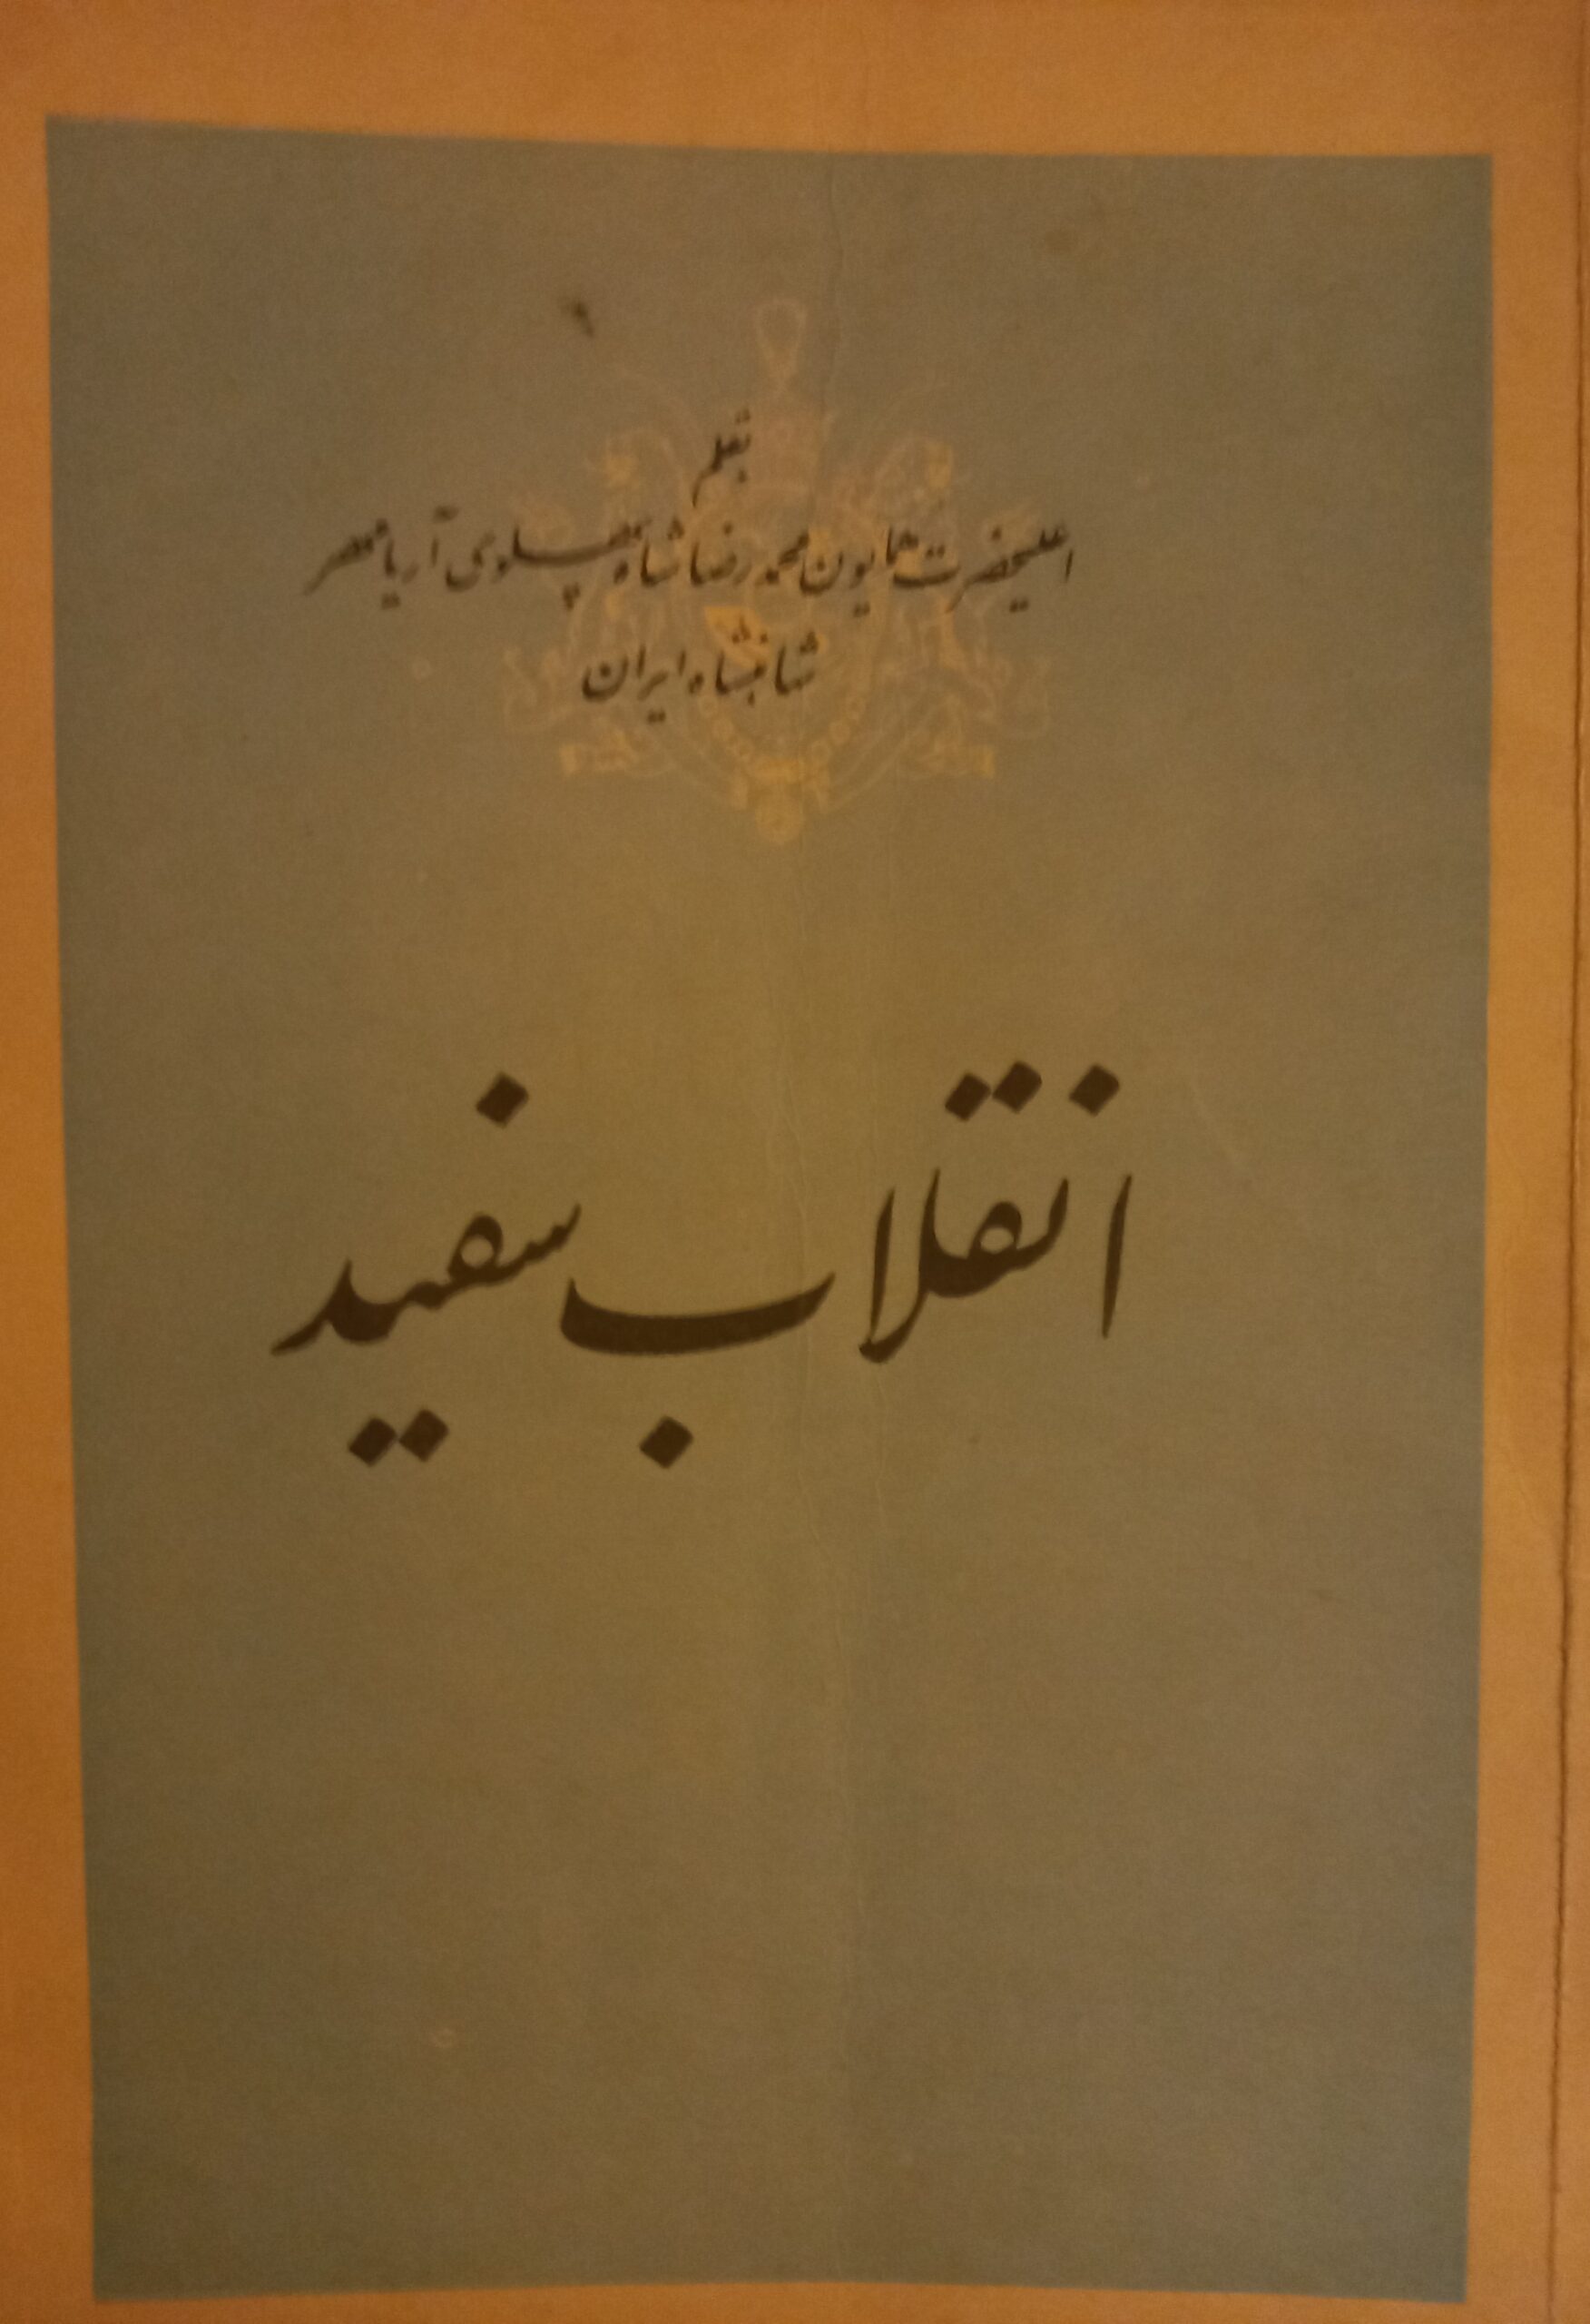 بقلم
اعلیحضرت همایون محمد رضا شاه پهلوی آریامهر
شاهنشاه ایران
انقلاب سفید